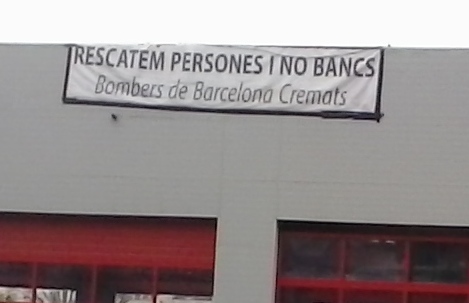 RESCATEM PERSONES I NO BANCS
Bombers de Barcelona Cremats